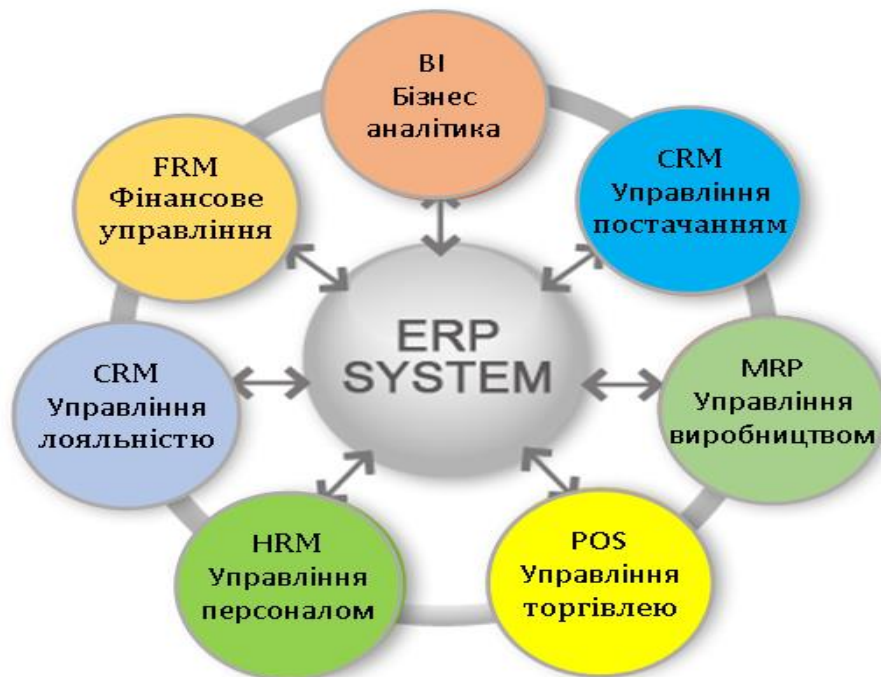 BI
Бізнес
аналітика
CRM
Управління
постачанням
MRP
Управління
виробництвом
POS
Управління
торгівлею
HRM
Управління
персоналом
CRM
Управління
лояльністю
FRM
Фінансове
управління
ERP
SYSTEM